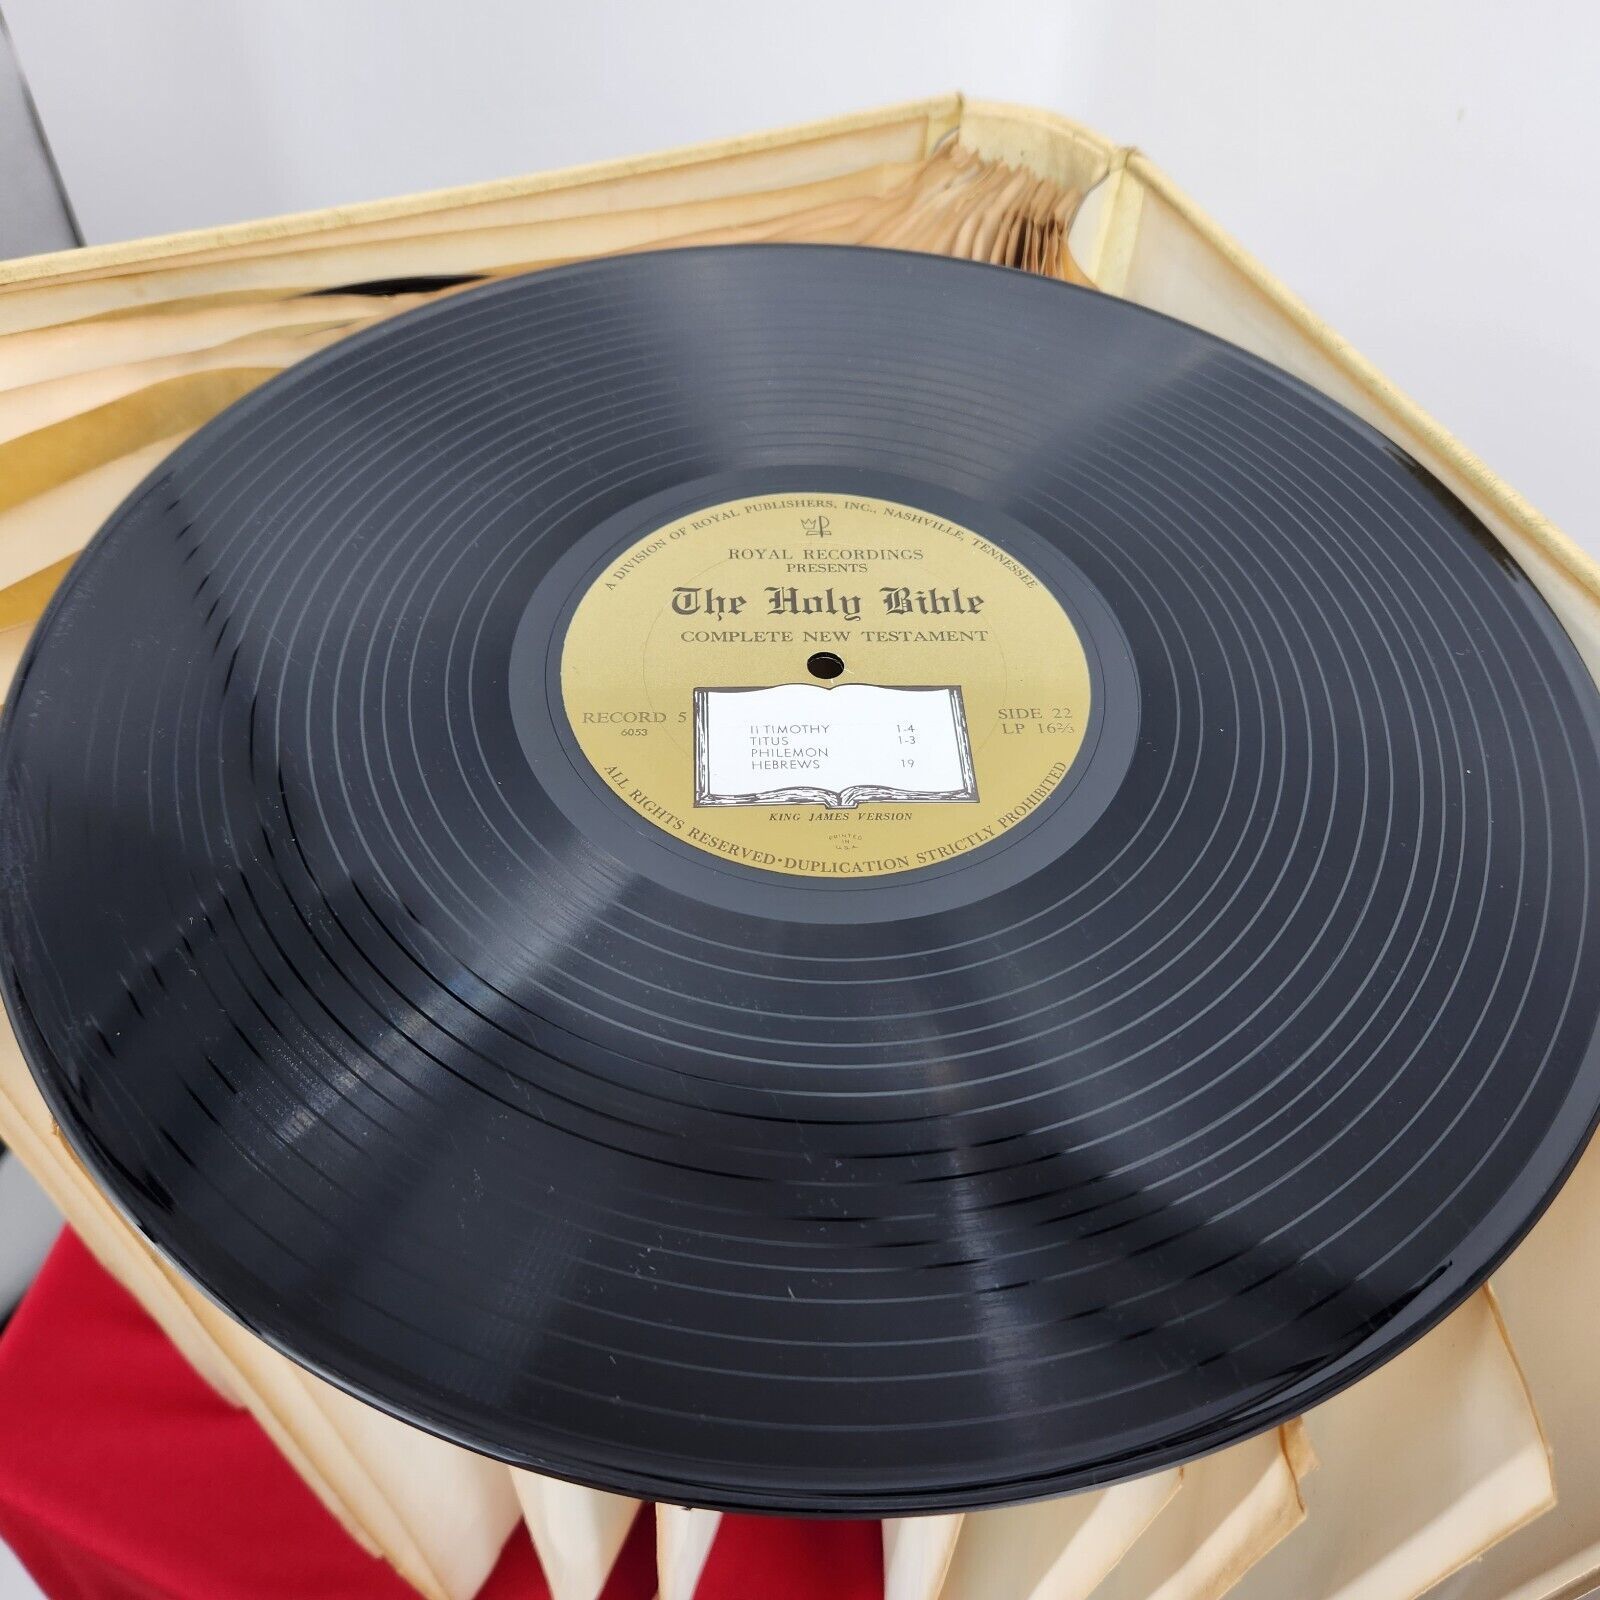 A DIVISION OF ROYAL PUBLISHERS, INC., NASHVILLE, TENNESSEE
ROYAL RECORDINGS
PRESENTS
The Holy Bible
COMPLETE NEW TESTAMENT
RECORD 5
6053
SIDE 22
LP 16⅔
II TIMOTHY 1-4
TITUS 1-3
PHILEMON
HEBREWS 19
KING JAMES VERSION
PRINTED
IN
U.S.A.
ALL RIGHTS RESERVED·DUPLICATION STRICTLY PROHIBITED